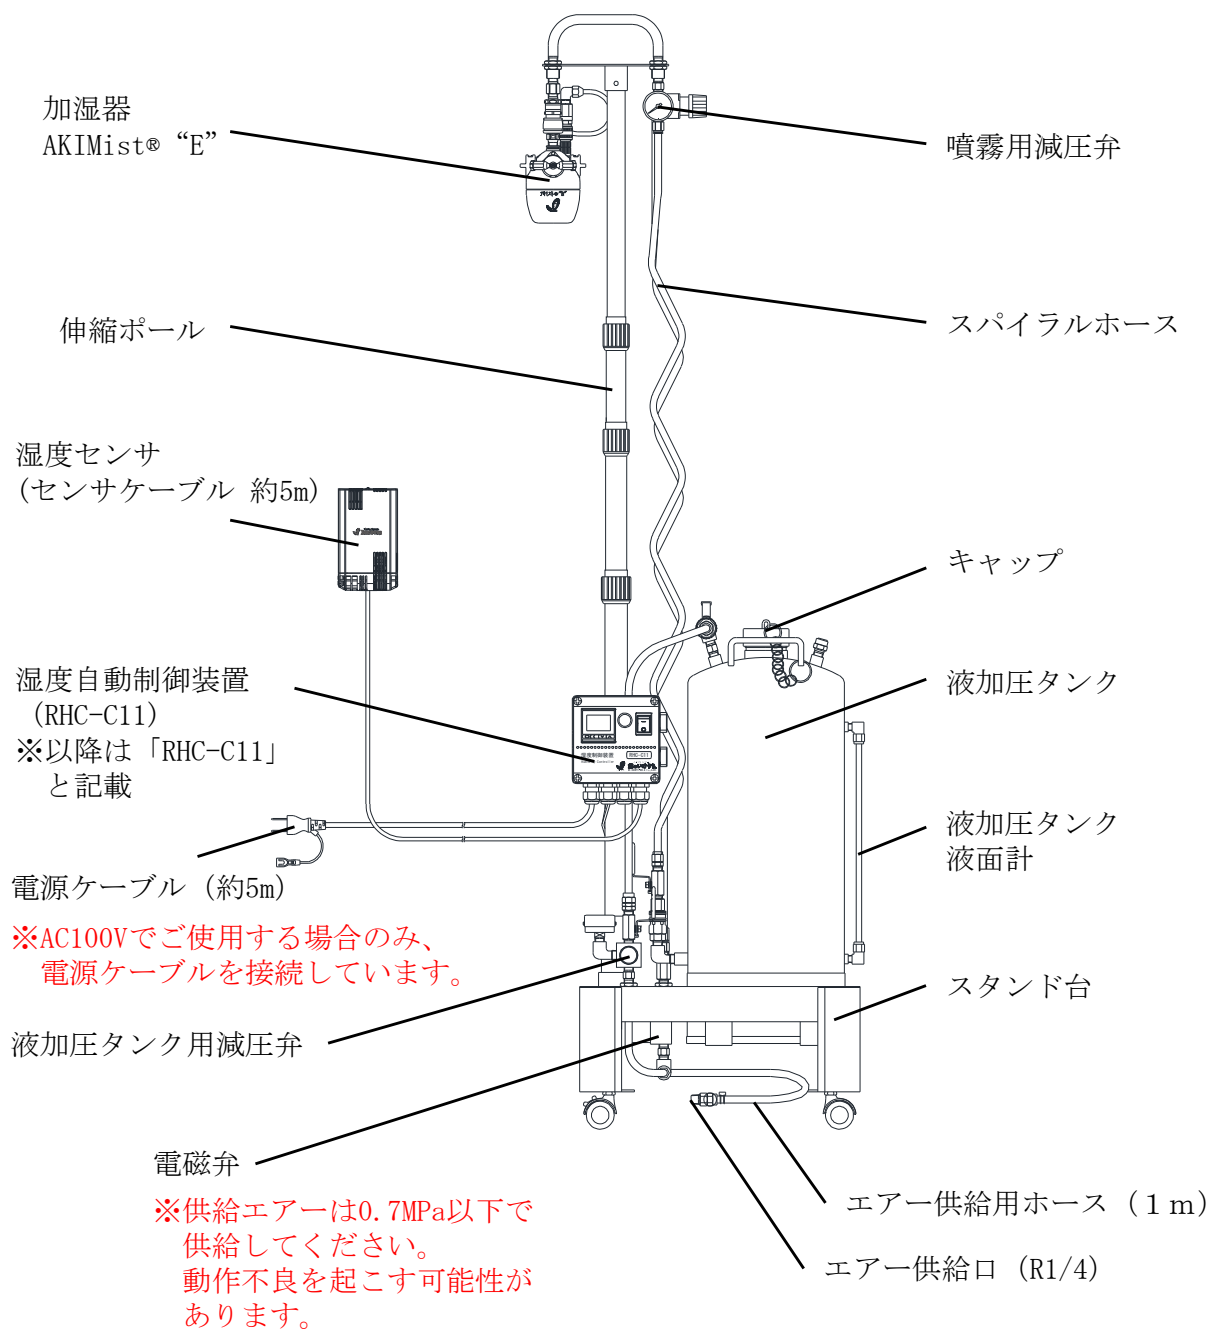 加湿器
AKIMist® “E”
噴霧用減圧弁
伸縮ポール
スパイラルホース
湿度センサ
(センサケーブル 約5m)
キャップ
湿度自動制御装置
(RHC-C11)
※以降は「RHC-C11」
と記載
液加圧タンク
湿度制御装置
RHC-C11
液加圧タンク
液面計
電源ケーブル (約5m)
※AC100Vでご使用する場合のみ、
電源ケーブルを接続しています。
スタンド台
液加圧タンク用減圧弁
電磁弁
※供給エアーは0.7MPa以下で
供給してください。
動作不良を起こす可能性が
あります。
エアー供給用ホース (１ｍ)
エアー供給口 (R1/4)